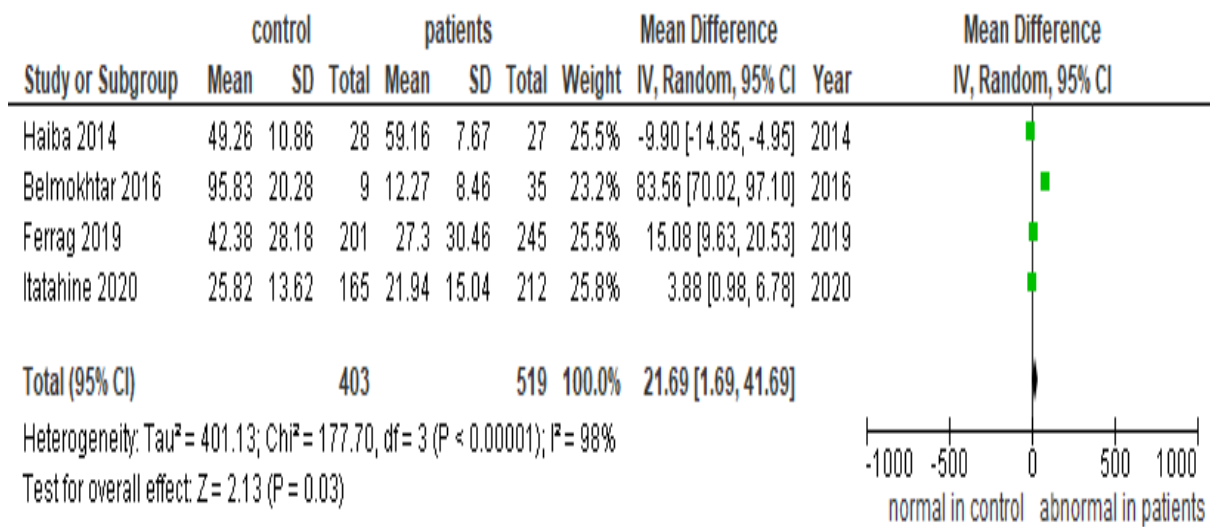 control patients Mean Difference Mean Difference
Study or Subgroup Mean SD Total Mean SD Total Weight IV, Random, 95% CI Year IV, Random, 95% CI
Haiba 2014 49.26 10.86 28 59.16 7.67 27 25.5% -9.90 [-14.85, -4.95] 2014
Belmokhtar 2016 95.83 20.28 9 12.27 8.46 35 23.2% 83.56 [70.02, 97.10] 2016
Ferrag 2019 42.38 28.18 201 27.3 30.46 245 25.5% 15.08 [9.63, 20.53] 2019
Itatahine 2020 25.82 13.62 165 21.94 15.04 212 25.8% 3.88 [0.98, 6.78] 2020
Total (95% CI) 403 519 100.0% 21.69 [1.69, 41.69]
Heterogeneity: Tau² = 401.13; Chi² = 177.70, df = 3 (P < 0.00001); I² = 98%
Test for overall effect: Z = 2.13 (P = 0.03)
-1000 -500 0 500 1000
normal in control abnormal in patients